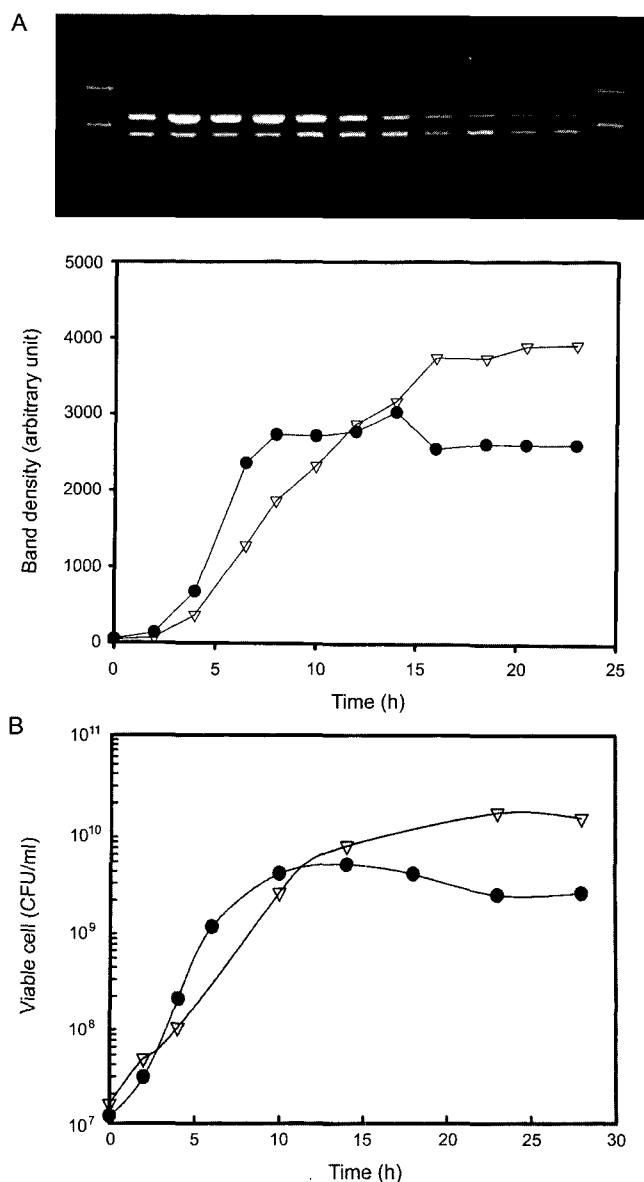 A
5000
4000
3000
2000
1000
0
Band density (arbitrary unit)
0 5 10 15 20 25
Time (h)
B
10¹¹
10¹⁰
10⁹
10⁸
10⁷
Viable cell (CFU/ml)
0 5 10 15 20 25 30
Time (h)